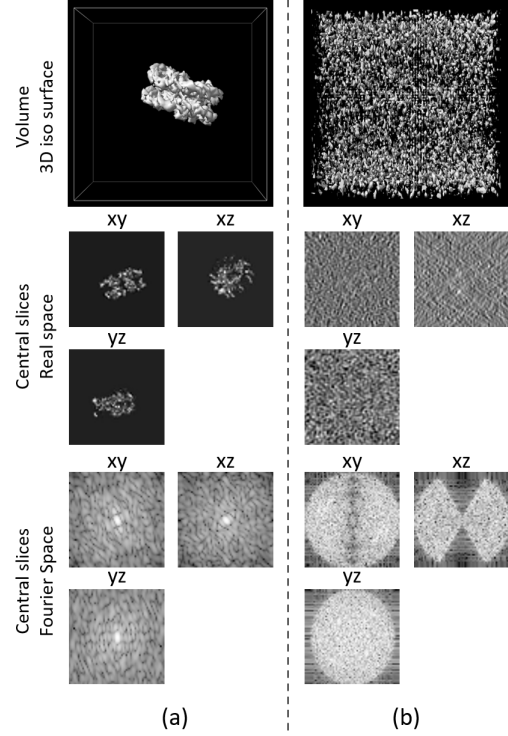 Volume
3D iso surface
xy
xz
xy
xz
Central slices
Real space
yz
yz
xy
xz
xy
xz
Central slices
Fourier Space
yz
yz
(a)
(b)